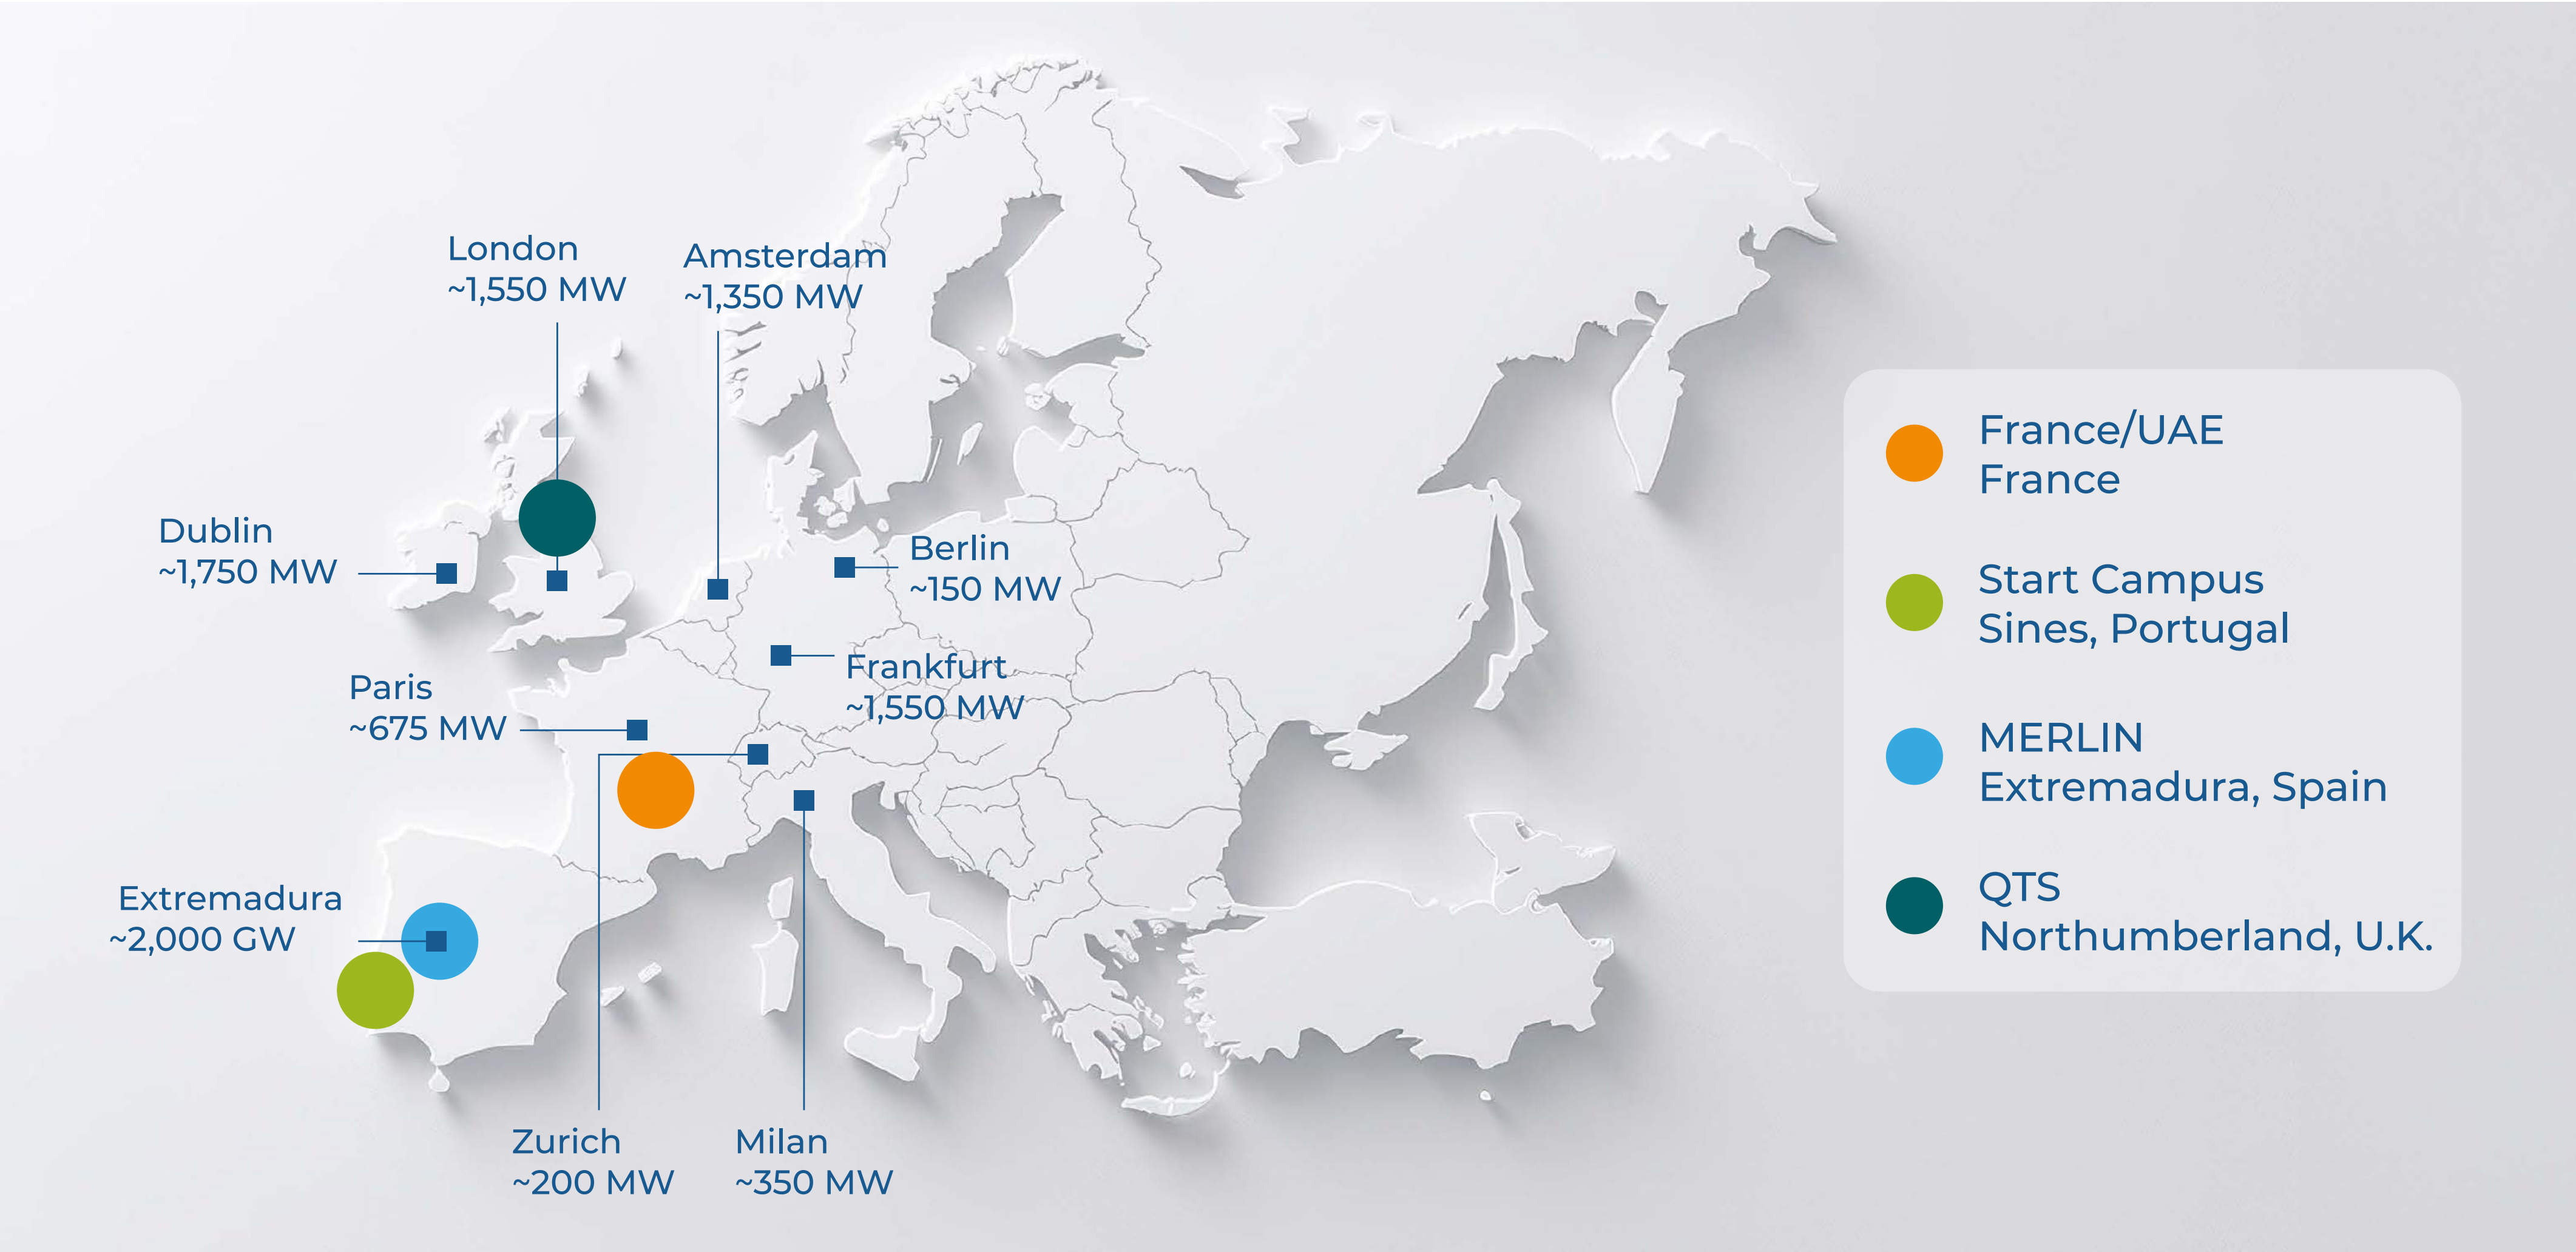 London
~1,550 MW
Amsterdam
~1,350 MW
Dublin
~1,750 MW
Berlin
~150 MW
Frankfurt
~1,550 MW
Paris
~675 MW
Extremadura
~2,000 GW
Zurich
~200 MW
Milan
~350 MW
France/UAE
France
Start Campus
Sines, Portugal
MERLIN
Extremadura, Spain
QTS
Northumberland, U.K.